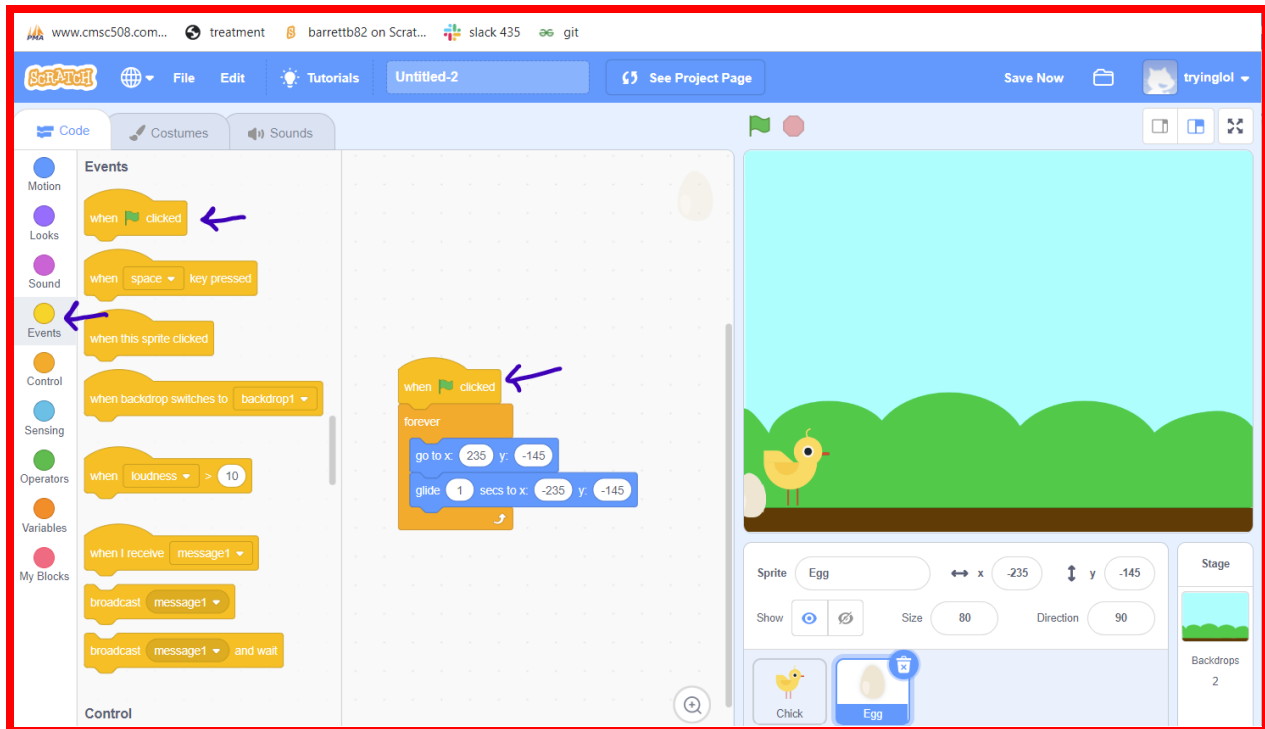 PMA www.cmsc508.com... treatment barrettb82 on Scrat... slack 435 git
SCRATCH File Edit Tutorials Untitled-2 See Project Page Save Now tryinglol
Code Costumes Sounds
Motion
Looks
Sound
Events
Control
Sensing
Operators
Variables
My Blocks
Events
when clicked
when space key pressed
when this sprite clicked
when backdrop switches to backdrop1
when loudness > 10
when I receive message1
broadcast message1
broadcast message1 and wait
Control
when clicked
forever
go to x: 235 y: -145
glide 1 secs to x: -235 y: -145
Sprite Egg x -235 y -145
Show Size 80 Direction 90
Chick
Egg
Stage
Backdrops
2